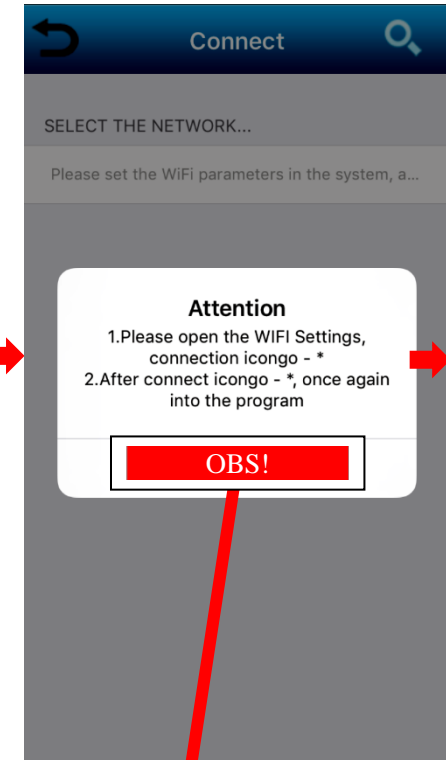 Connect
SELECT THE NETWORK...
Please set the WiFi parameters in the system, a...
Attention
1.Please open the WIFI Settings,
connection icongo - *
2.After connect icongo - *, once again
into the program
OBS!